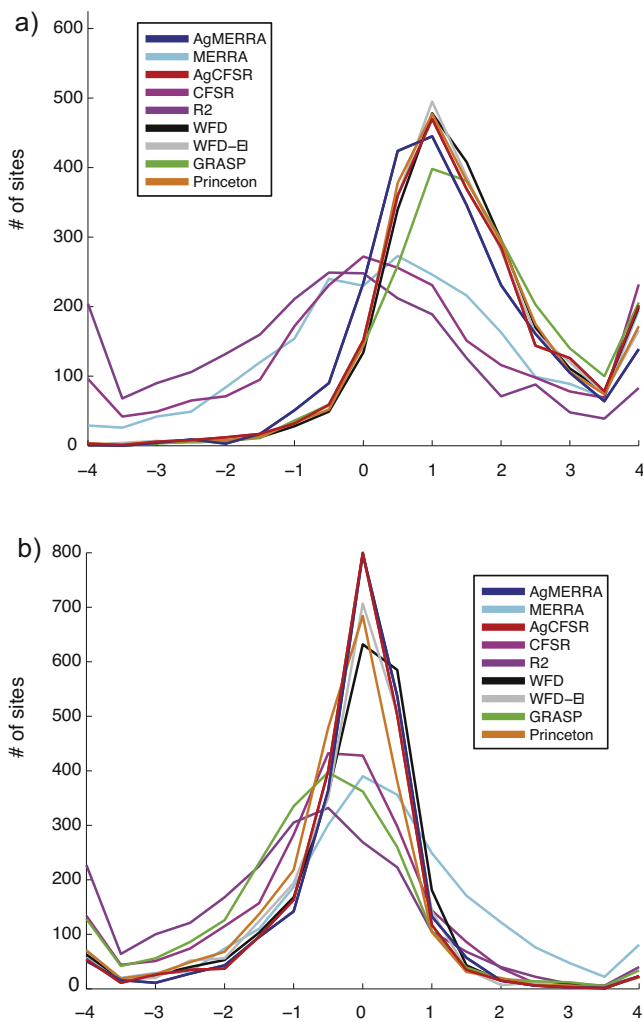 a)
600
AgMERRA
MERRA
AgCFSR
CFSR
R2
WFD
WFD-EI
GRASP
Princeton
500
400
300
200
100
0
# of sites
−4 −3 −2 −1 0 1 2 3 4
b)
800
700
600
500
400
300
200
100
0
# of sites
AgMERRA
MERRA
AgCFSR
CFSR
R2
WFD
WFD-EI
GRASP
Princeton
−4 −3 −2 −1 0 1 2 3 4